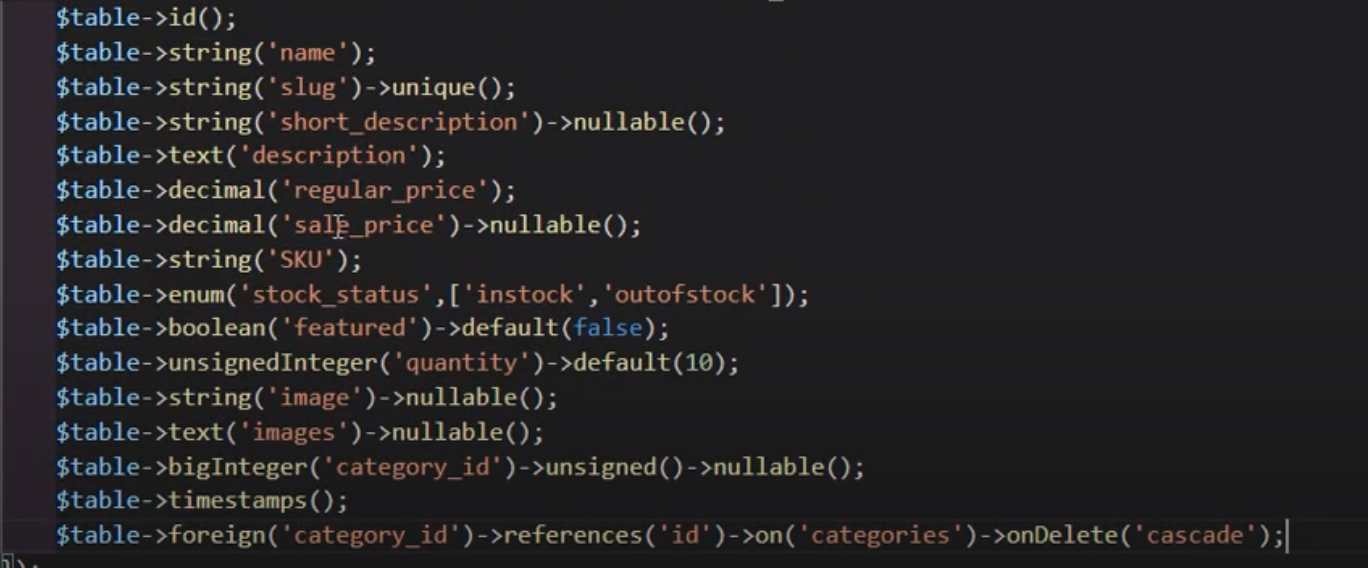 $table->id();
$table->string('name');
$table->string('slug')->unique();
$table->string('short_description')->nullable();
$table->text('description');
$table->decimal('regular_price');
$table->decimal('sale_price')->nullable();
$table->string('SKU');
$table->enum('stock_status',['instock','outofstock']);
$table->boolean('featured')->default(false);
$table->unsignedInteger('quantity')->default(10);
$table->string('image')->nullable();
$table->text('images')->nullable();
$table->bigInteger('category_id')->unsigned()->nullable();
$table->timestamps();
$table->foreign('category_id')->references('id')->on('categories')->onDelete('cascade');
});